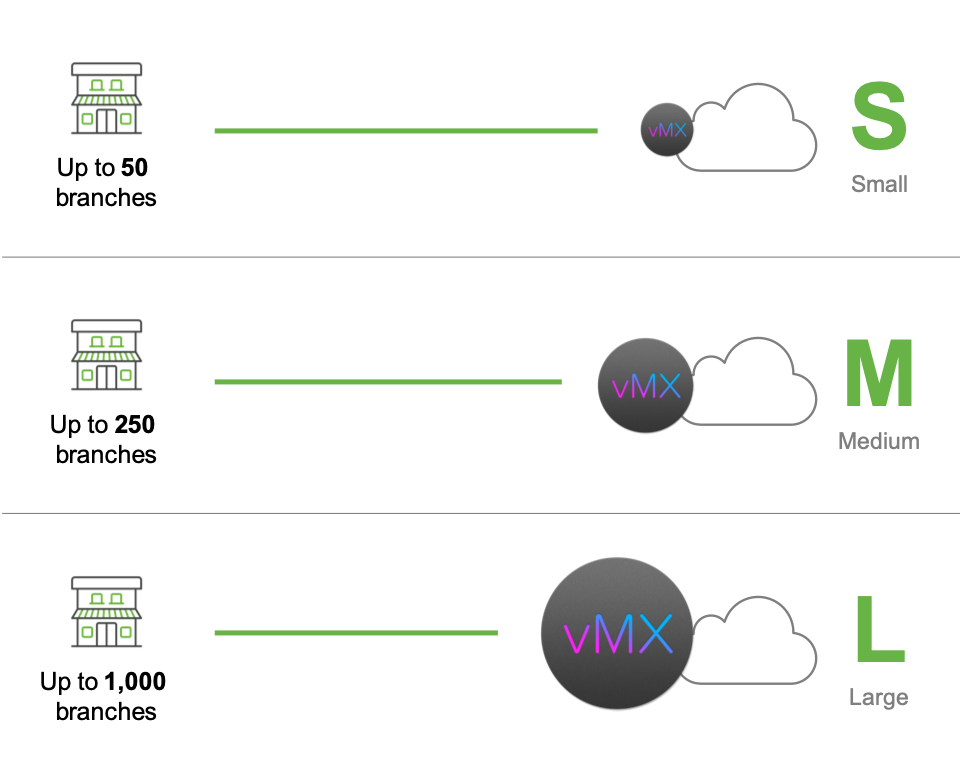 vMX
S
Up to 50
branches
Small
vMX
M
Up to 250
branches
Medium
vMX
L
Up to 1,000
branches
Large